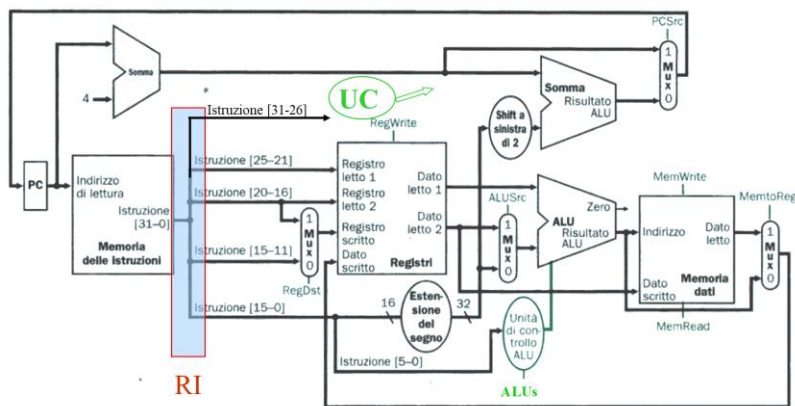 PCSrc
Somma
4
1
Mux
0
Somma
Risultato
ALU
Shift a
sinistra
di 2
Istruzione [31-26]
UC
RegWrite
PC
Indirizzo
di lettura
Istruzione
[31–0]
Memoria
delle istruzioni
Istruzione [25–21]
Istruzione [20–16]
Istruzione [15–11]
Istruzione [15–0]
1
Mux
0
RegDst
Registro
letto 1
Registro
letto 2
Registro
scritto
Dato
scritto
Dato
letto 1
Dato
letto 2
Registri
ALUSrc
1
Mux
0
Zero
ALU
Risultato
ALU
MemWrite
Indirizzo
Dato
letto
Dato
scritto
Memoria
dati
MemRead
MemtoReg
1
Mux
0
16
Esten-
sione del
segno
32
Istruzione [5–0]
Unità
di con-
trollo
ALU
ALUs
RI